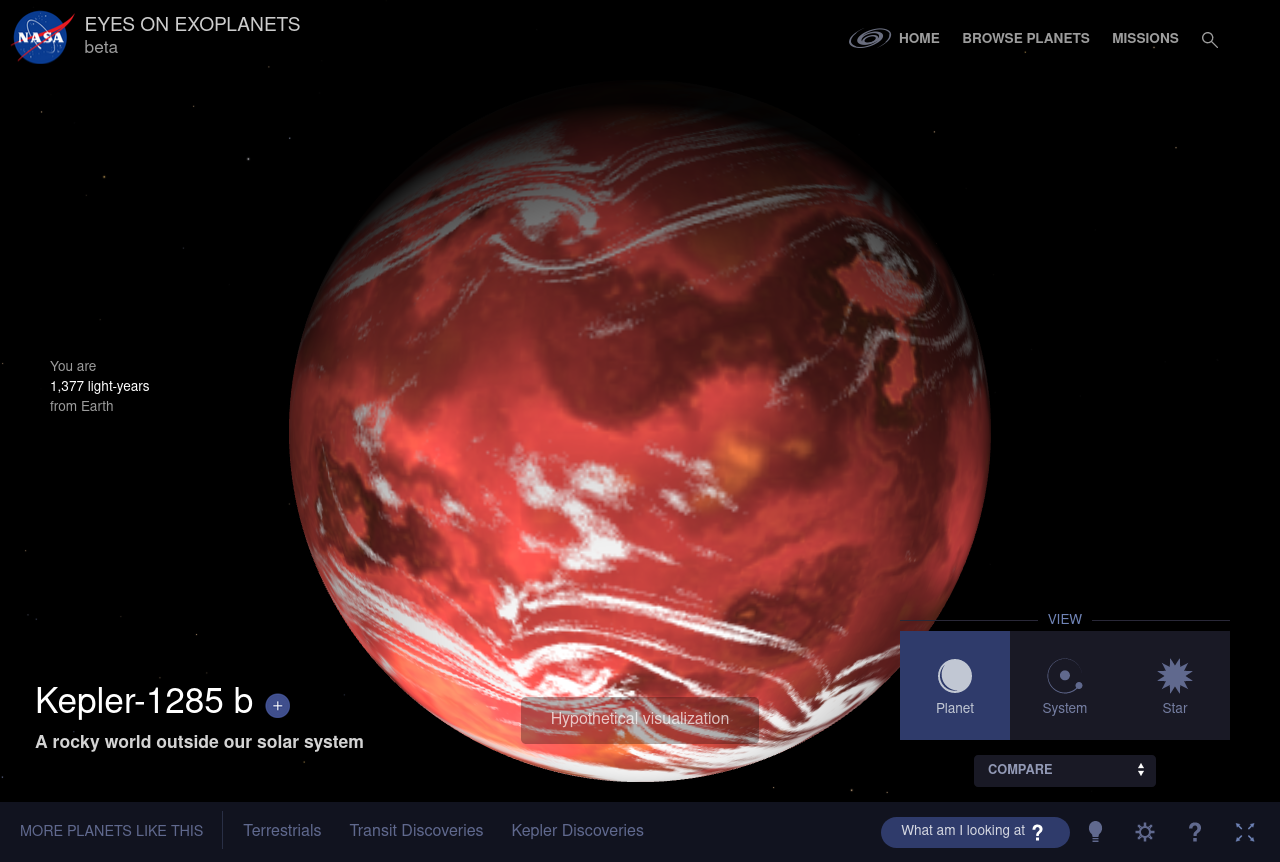 NASA
EYES ON EXOPLANETS
beta
HOME
BROWSE PLANETS
MISSIONS
You are
1,377 light-years
from Earth
Kepler-1285 b +
A rocky world outside our solar system
Hypothetical visualization
VIEW
Planet
System
Star
COMPARE
MORE PLANETS LIKE THIS
Terrestrials
Transit Discoveries
Kepler Discoveries
What am I looking at ?
?